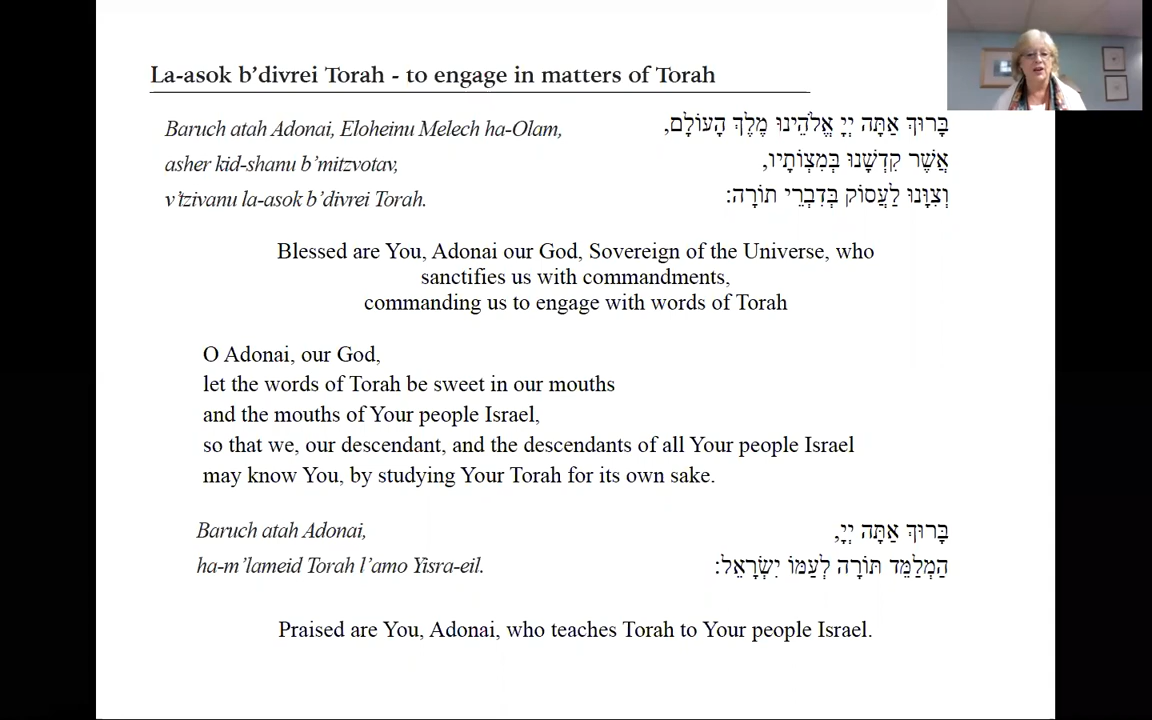 La-asok b’divrei Torah - to engage in matters of Torah
Baruch atah Adonai, Eloheinu Melech ha-Olam,
בָּרוּךְ אַתָּה יְיָ אֱלֹהֵינוּ מֶלֶךְ הָעוֹלָם,
asher kid-shanu b’mitzvotav,
אֲשֶׁר קִדְּשָׁנוּ בְּמִצְוֹתָיו,
v’tzivanu la-asok b’divrei Torah.
וְצִוָּנוּ לַעֲסוֹק בְּדִבְרֵי תוֹרָה:
Blessed are You, Adonai our God, Sovereign of the Universe, who
sanctifies us with commandments,
commanding us to engage with words of Torah
O Adonai, our God,
let the words of Torah be sweet in our mouths
and the mouths of Your people Israel,
so that we, our descendant, and the descendants of all Your people Israel
may know You, by studying Your Torah for its own sake.
Baruch atah Adonai,
בָּרוּךְ אַתָּה יְיָ,
ha-m’lameid Torah l’amo Yisra-eil.
הַמְלַמֵּד תּוֹרָה לְעַמּוֹ יִשְׂרָאֵל:
Praised are You, Adonai, who teaches Torah to Your people Israel.